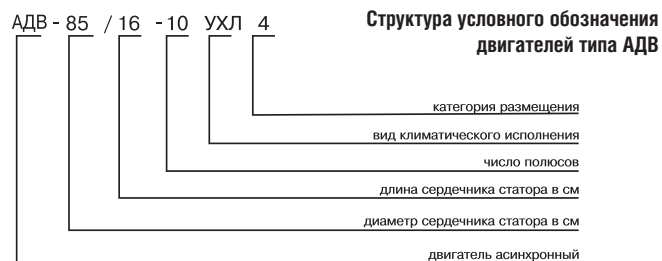 АДВ - 85 / 16 -10 УХЛ 4
Структура условного обозначения
двигателей типа АДВ
категория размещения
вид климатического исполнения
число полюсов
длина сердечника статора в см
диаметр сердечника статора в см
двигатель асинхронный